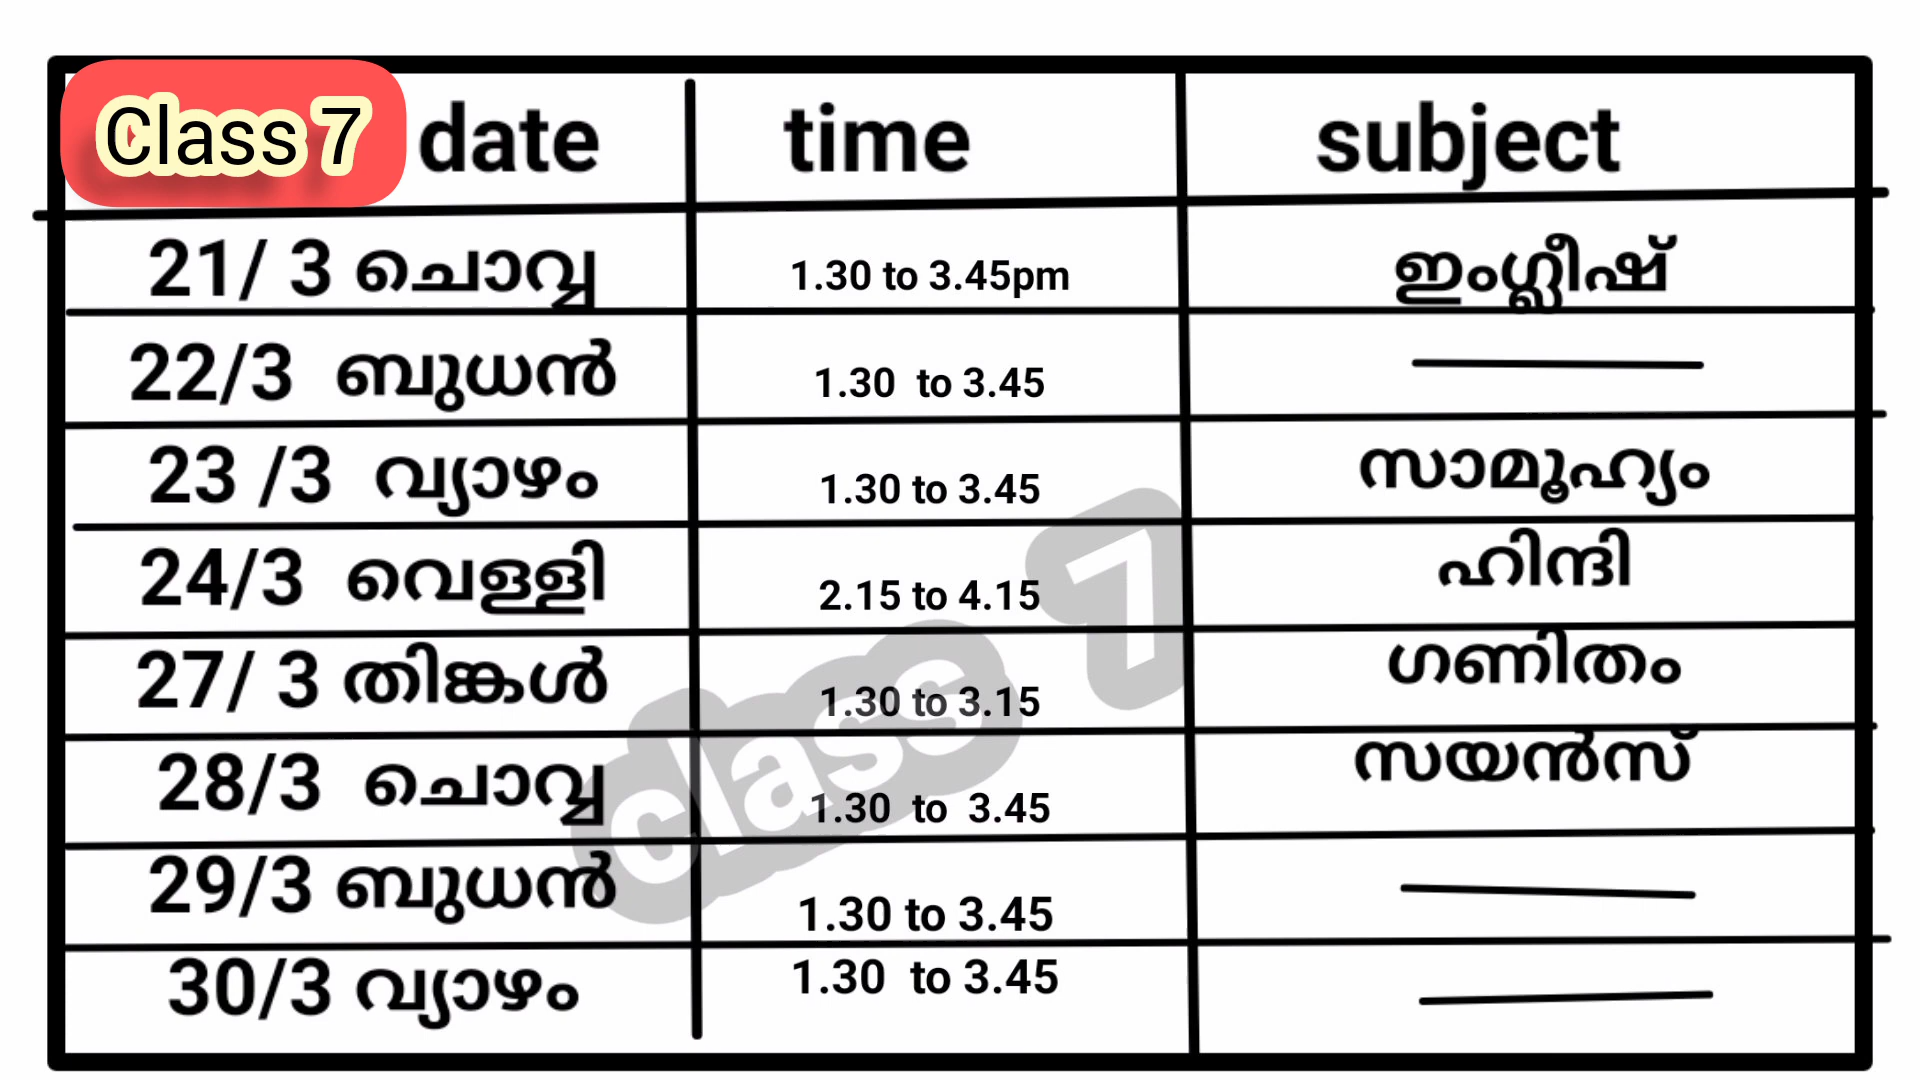 Class 7 date time subject
21/ 3 ചൊവ്വ 1.30 to 3.45pm ഇംഗ്ലീഷ്
22/3 ബുധൻ 1.30 to 3.45
23 /3 വ്യാഴം 1.30 to 3.45 സാമൂഹ്യം
24/3 വെള്ളി 2.15 to 4.15 ഹിന്ദി
27/ 3 തിങ്കൾ 1.30 to 3.15 ഗണിതം
28/3 ചൊവ്വ 1.30 to 3.45 സയൻസ്
29/3 ബുധൻ 1.30 to 3.45
30/3 വ്യാഴം 1.30 to 3.45
class 7